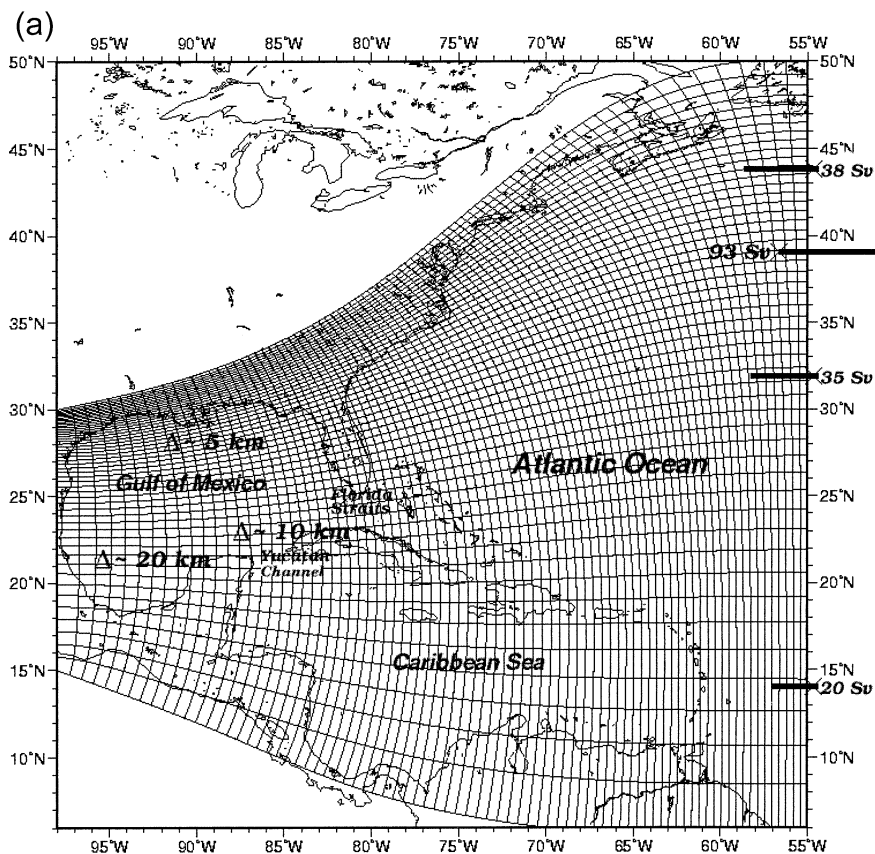 (a)
95°W 90°W 85°W 80°W 75°W 70°W 65°W 60°W 55°W
50°N 50°N
45°N 45°N
38 Sv
40°N 40°N
93 Sv
35°N 35°N
35 Sv
30°N 30°N
Δ~ 5 km
Atlantic Ocean
Gulf of Mexico
25°N 25°N
Florida
Straits
Δ~ 10 km
Δ~ 20 km
Yucatan
Channel
20°N 20°N
Caribbean Sea
15°N 15°N
20 Sv
10°N 10°N
95°W 90°W 85°W 80°W 75°W 70°W 65°W 60°W 55°W